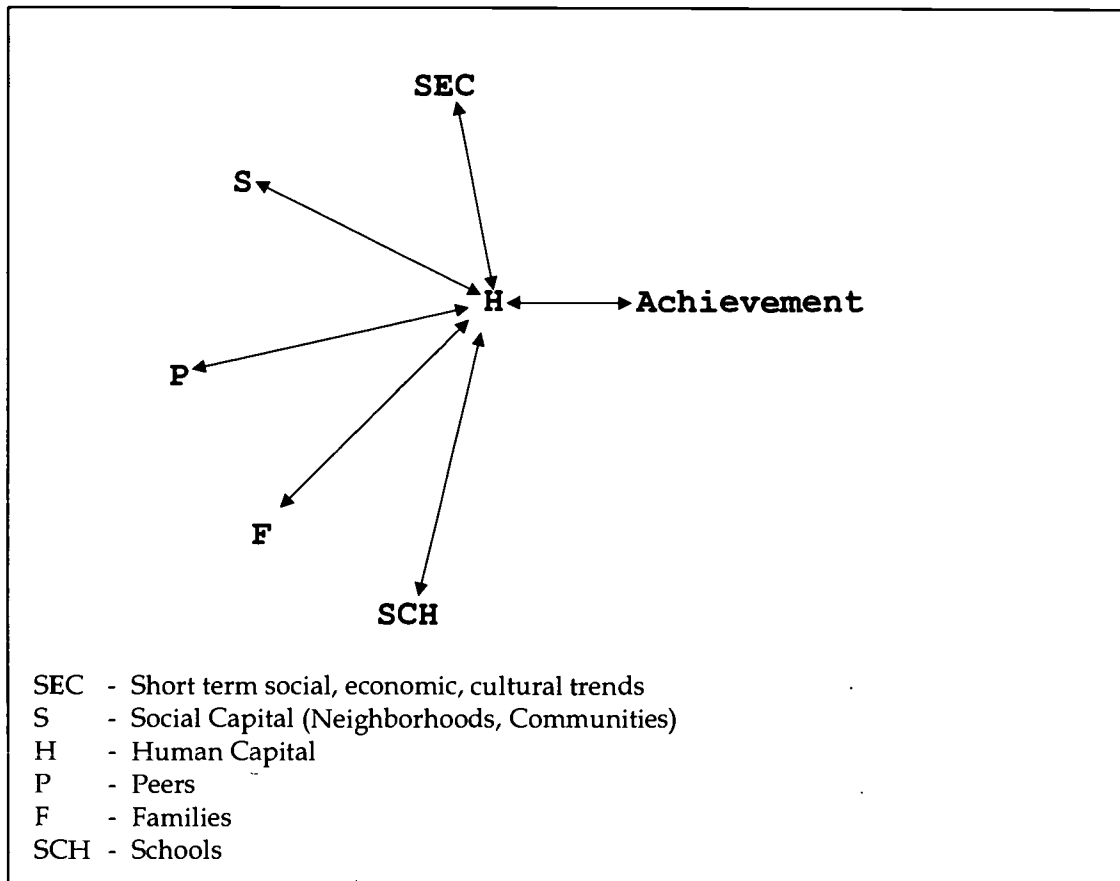 SEC
S
H Achievement
P
F
SCH
SEC - Short term social, economic, cultural trends
S - Social Capital (Neighborhoods, Communities)
H - Human Capital
P - Peers
F - Families
SCH - Schools